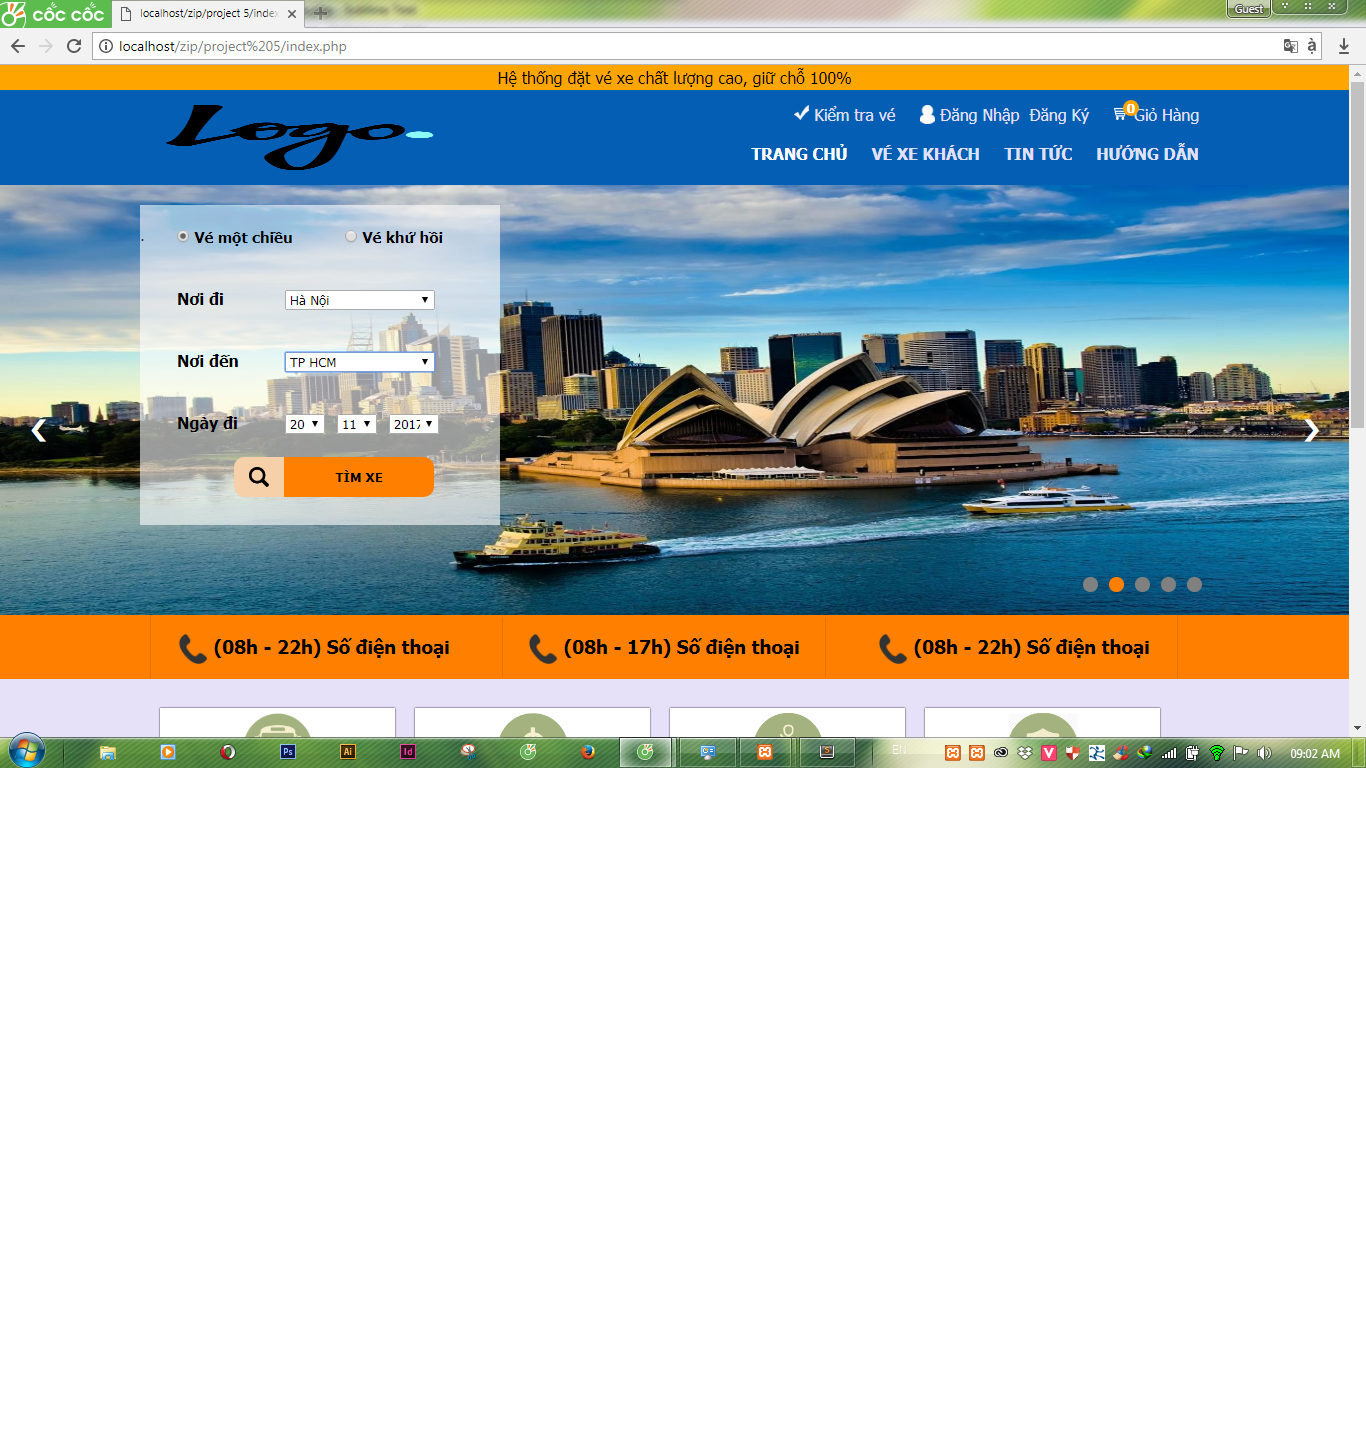 cốc cốc
localhost/zip/project 5/index
Guest
localhost/zip/project%205/index.php
Hệ thống đặt vé xe chất lượng cao, giữ chỗ 100%
Logo
Kiểm tra vé Đăng Nhập Đăng Ký 0 Giỏ Hàng
TRANG CHỦ VÉ XE KHÁCH TIN TỨC HƯỚNG DẪN
Vé một chiều Vé khứ hồi
Nơi đi Hà Nội
Nơi đến TP HCM
Ngày đi 20 11 2017
TÌM XE
(08h - 22h) Số điện thoại (08h - 17h) Số điện thoại (08h - 22h) Số điện thoại
Ps Ai Id EN 09:02 AM